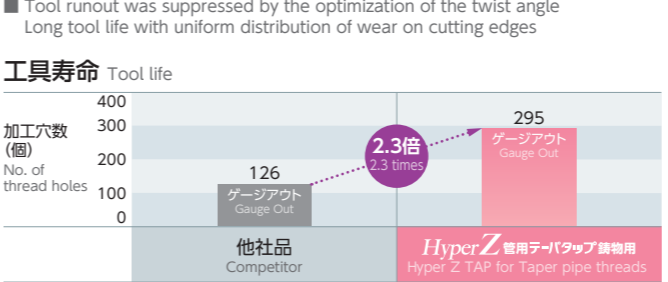 ■ Tool runout was suppressed by the optimization of the twist angle
Long tool life with uniform distribution of wear on cutting edges
工具寿命 Tool life
加工穴数
(個)
No. of
thread holes
400
300
200
100
0
126
ゲージアウト
Gauge Out
2.3倍
2.3 times
295
ゲージアウト
Gauge Out
他社品
Competitor
Hyper Z 管用テーパタップ 鋳物用
Hyper Z TAP for Taper pipe threads